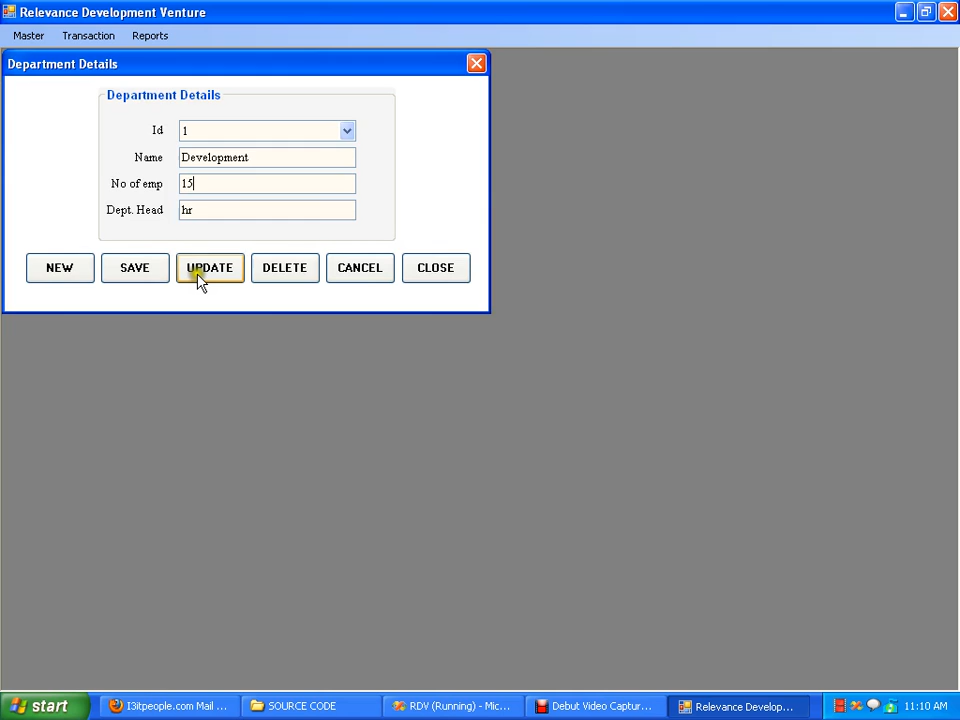 Relevance Development Venture
Master Transaction Reports
Department Details
Department Details
Id 1
Name Development
No of emp 15
Dept. Head hr
NEW SAVE UPDATE DELETE CANCEL CLOSE
start I3itpeople.com Mail ... SOURCE CODE RDV (Running) - Mic... Debut Video Captur... Relevance Develop... 11:10 AM